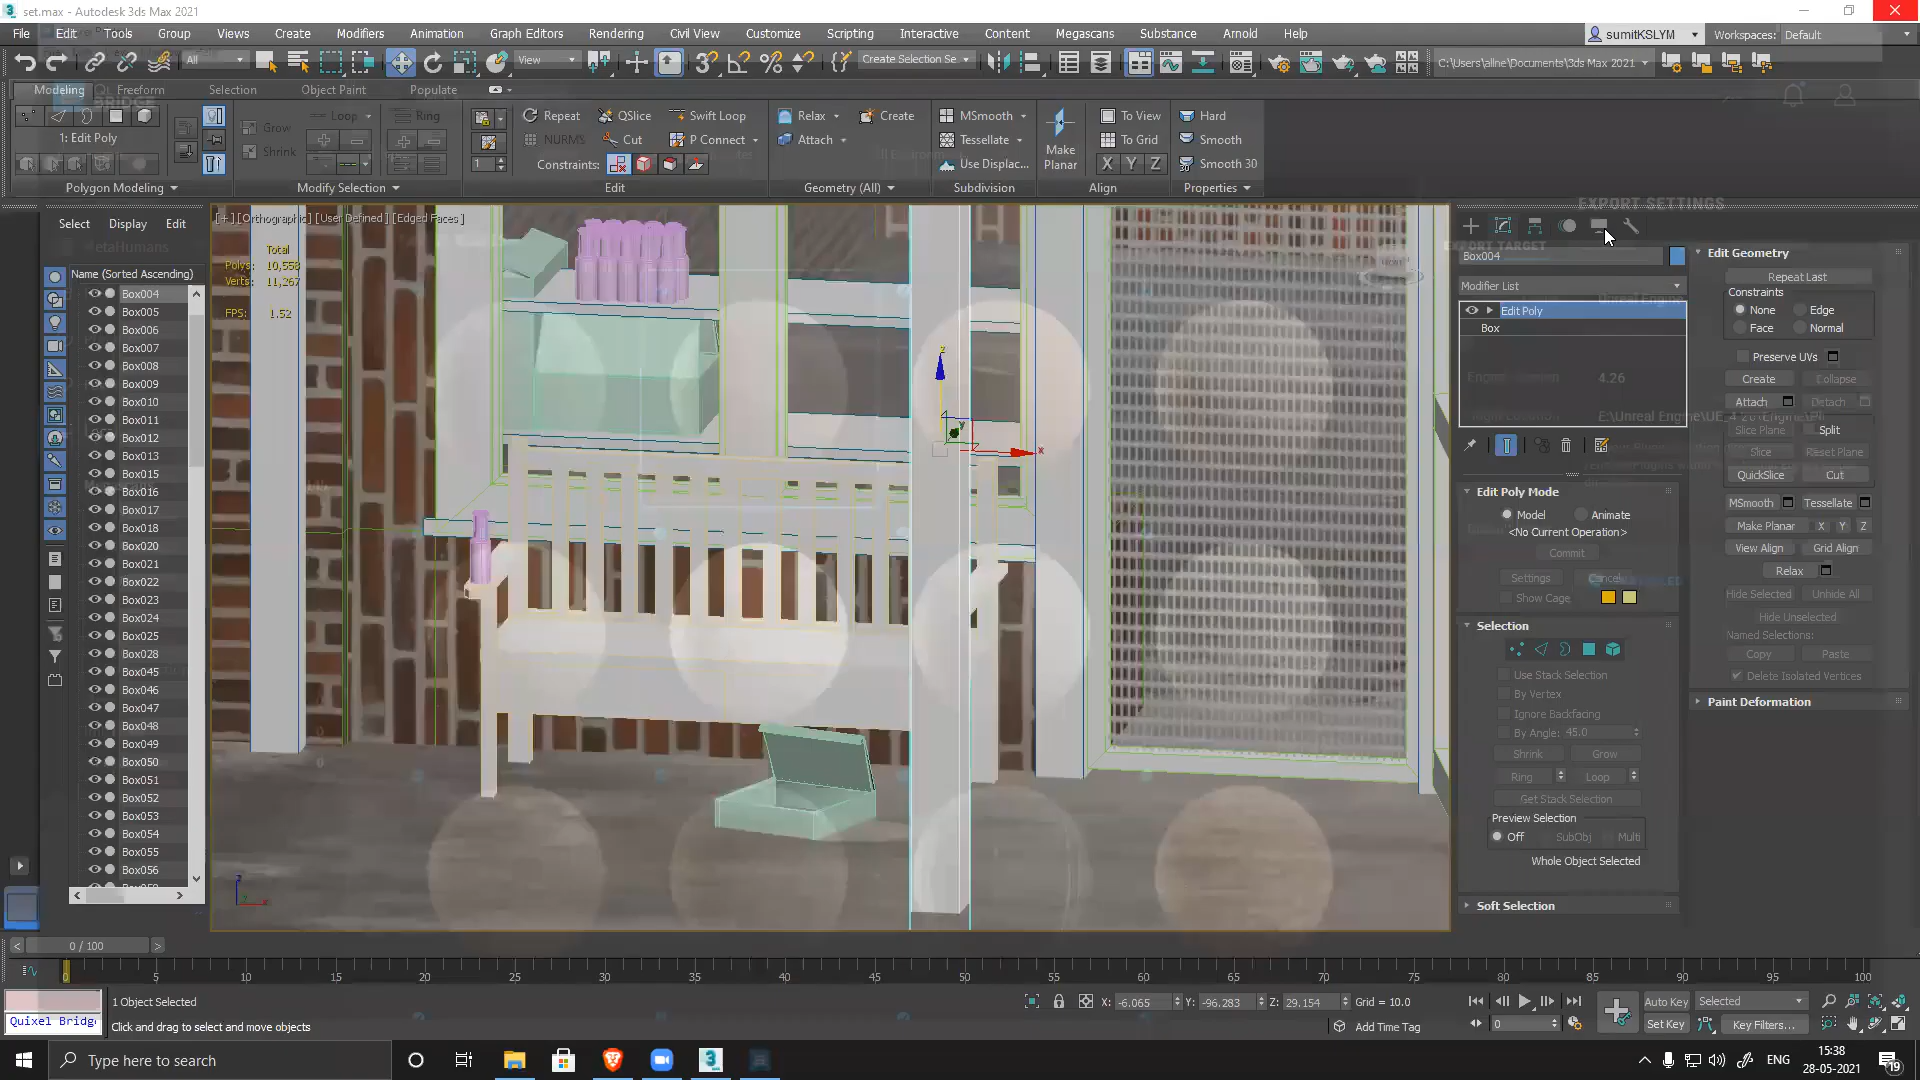 set.max - Autodesk 3ds Max 2021
File Edit Tools Group Views Create Modifiers Animation Graph Editors Rendering Civil View Customize Scripting Interactive Content Megascans Substance Arnold Help
sumitKSLYM Workspaces: Default
All View Create Selection Se C:\Users\allne\Documents\3ds Max 2021
Modeling Freeform Selection Object Paint Populate
BRIDGE
1: Edit Poly
Loop Ring
Grow
Shrink
Repeat QSlice Swift Loop
NURMS Cut P Connect
1 Constraints:
Relax Create
Attach
MSmooth
Tessellate
Use Displac...
Make Planar
To View
To Grid
X Y Z
Hard
Smooth
Smooth 30
Polygon Modeling Modify Selection Edit Geometry (All) Subdivision Align Properties
Select Display Edit
MetaHumans
Name (Sorted Ascending)
Box004
Box005
Box006
Box007
Box008
Box009
Box010
Box011
Box012
Box013
Box015
Box016
Box017
Box018
Box020
Box021
Box022
Box023
Box024
Box025
Box028
Box045
Box046
Box047
Box048
Box049
Box050
Box051
Box052
Box053
Box054
Box055
Box056
[+] [Orthographic] [User Defined] [Edged Faces]
Total
Polys: 10,558
Verts: 11,267
FPS: 1.52
FRONT
z
y
x
EXPORT SETTINGS
EXPORT TARGET
Box004
Modifier List
Edit Poly
Box
4.26
Edit Poly Mode
Model Animate
<No Current Operation>
Commit
Settings Cancel
Show Cage
Selection
Use Stack Selection
By Vertex
Ignore Backfacing
By Angle: 45.0
Shrink Grow
Ring Loop
Get Stack Selection
Preview Selection
Off SubObj Multi
Whole Object Selected
Soft Selection
Edit Geometry
Repeat Last
Constraints
None Edge
Face Normal
Preserve UVs
Create Collapse
Attach Detach
Slice Plane Split
Slice Reset Plane
QuickSlice Cut
MSmooth Tessellate
Make Planar X Y Z
View Align Grid Align
Relax
Hide Selected Unhide All
Hide Unselected
Named Selections:
Copy Paste
Delete Isolated Vertices
Paint Deformation
0 / 100
0 5 10 15 20 25 30 35 40 45 50 55 60 65 70 75 80 85 90 95 100
1 Object Selected X: -6.065 Y: -96.283 Z: 29.154 Grid = 10.0 Auto Key Selected
Quixel Bridge Click and drag to select and move objects Add Time Tag 0 Set Key Key Filters...
Type here to search
ENG
15:38
28-05-2021
19